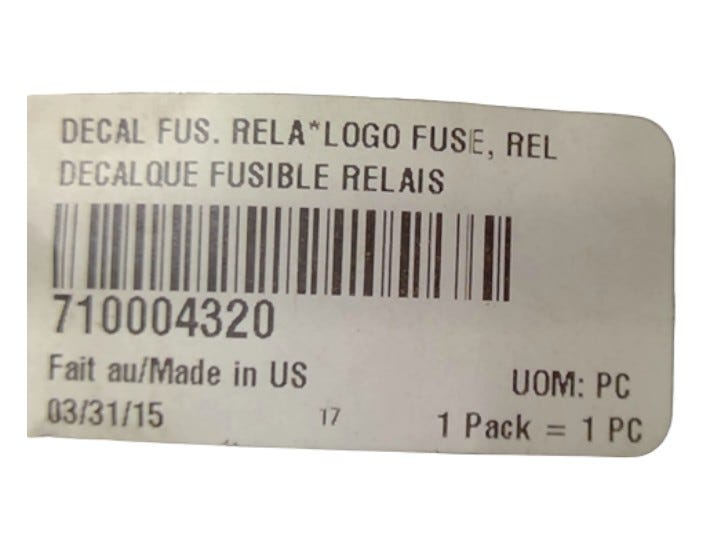 DECAL FUS. RELA*LOGO FUSE, REL
DECALQUE FUSIBLE RELAIS
710004320
Fait au/Made in US
UOM: PC
03/31/15
17
1 Pack = 1 PC